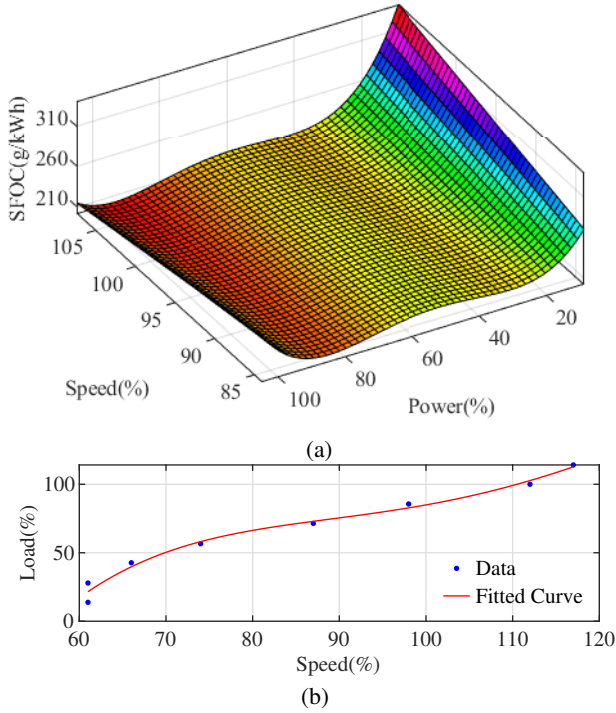 SFOC(g/kWh)
310
260
210
105
100
95
90
85
Speed(%)
100
80
60
40
20
Power(%)
(a)
Load(%)
100
50
0
60
70
80
90
100
110
120
Data
Fitted Curve
Speed(%)
(b)